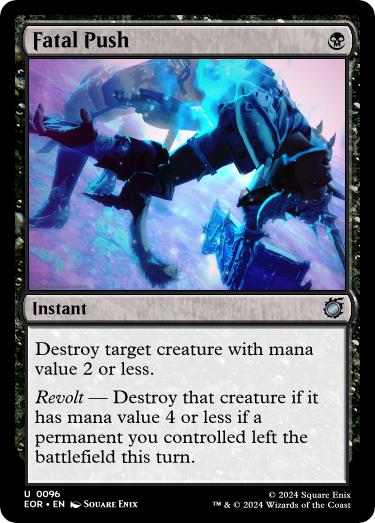 Fatal Push
Instant
Destroy target creature with mana
value 2 or less.
Revolt — Destroy that creature if it
has mana value 4 or less if a
permanent you controlled left the
battlefield this turn.
U 0096
EOR • EN Square Enix
© 2024 Square Enix
™ & © 2024 Wizards of the Coast